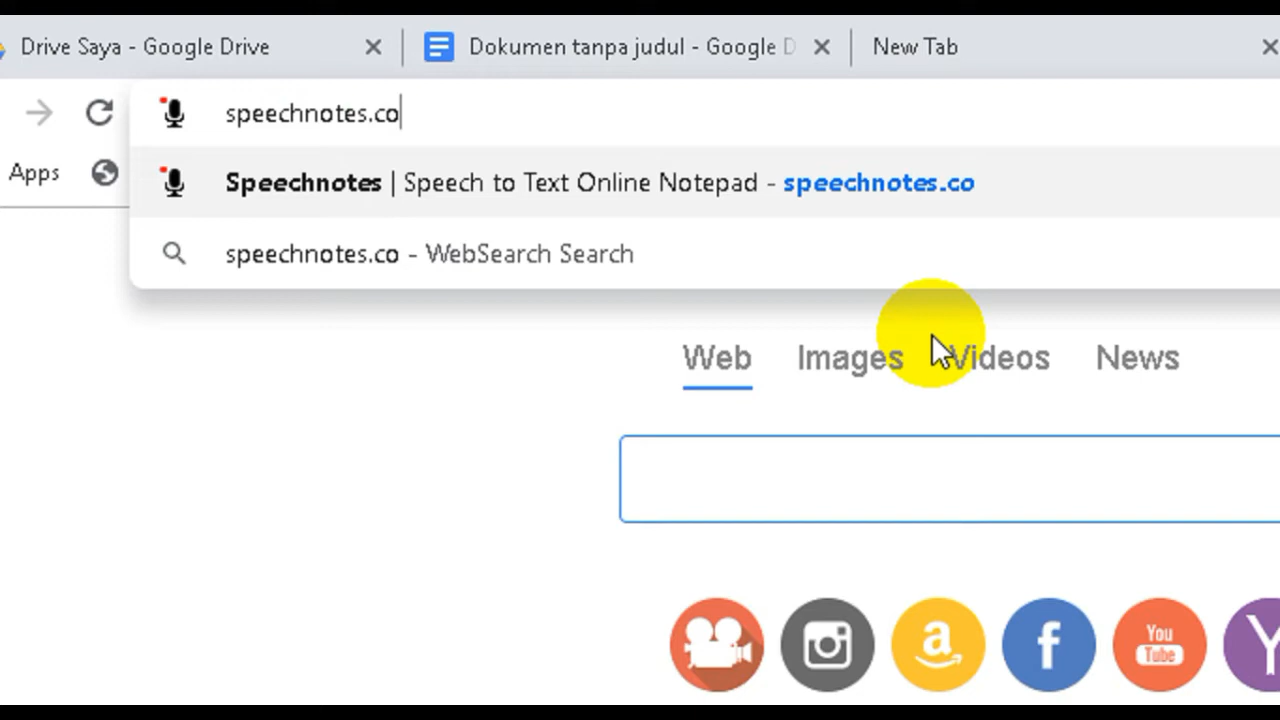 Drive Saya - Google Drive
Dokumen tanpa judul - Google D
New Tab
speechnotes.co
Apps
Speechnotes | Speech to Text Online Notepad - speechnotes.co
speechnotes.co - WebSearch Search
Web Images Videos News
a f You Tube Y